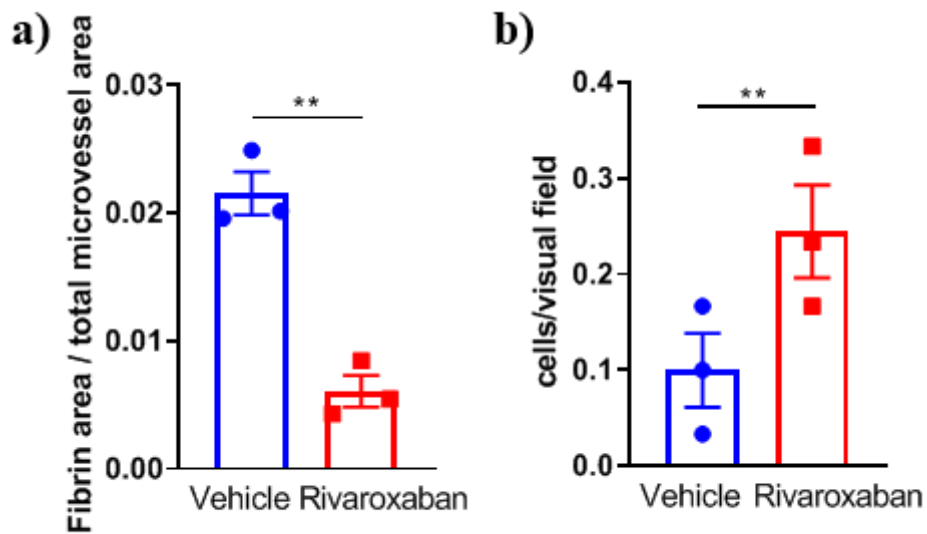 a)
Fibrin area / total microvessel area
0.03
0.02
0.01
0.00
**
Vehicle Rivaroxaban
b)
cells/visual field
0.4
0.3
0.2
0.1
0.0
**
Vehicle Rivaroxaban